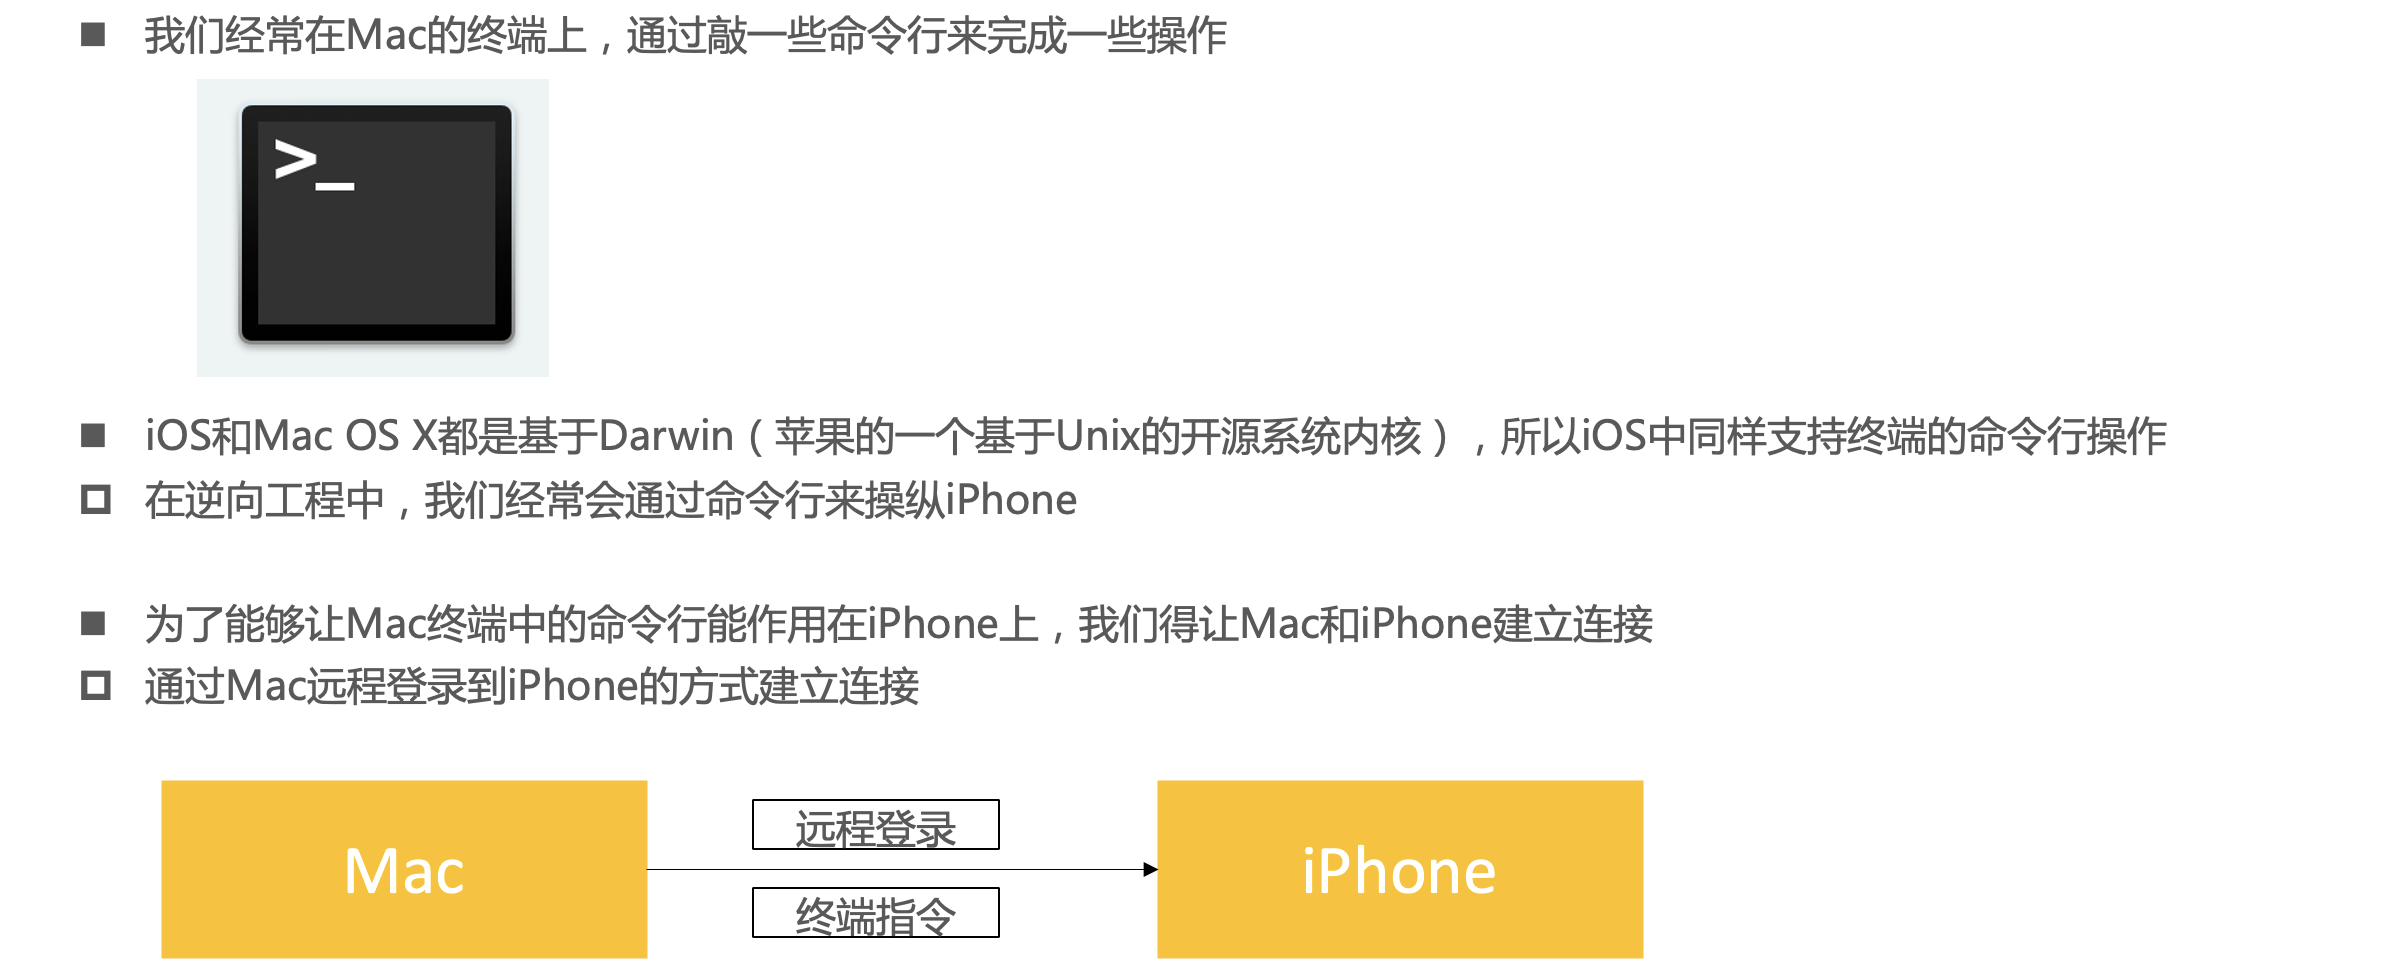 我们经常在Mac的终端上，通过敲一些命令行来完成一些操作
>_
iOS和Mac OS X都是基于Darwin（苹果的一个基于Unix的开源系统内核），所以iOS中同样支持终端的命令行操作
在逆向工程中，我们经常会通过命令行来操纵iPhone
为了能够让Mac终端中的命令行能作用在iPhone上，我们得让Mac和iPhone建立连接
通过Mac远程登录到iPhone的方式建立连接
远程登录
Mac
iPhone
终端指令